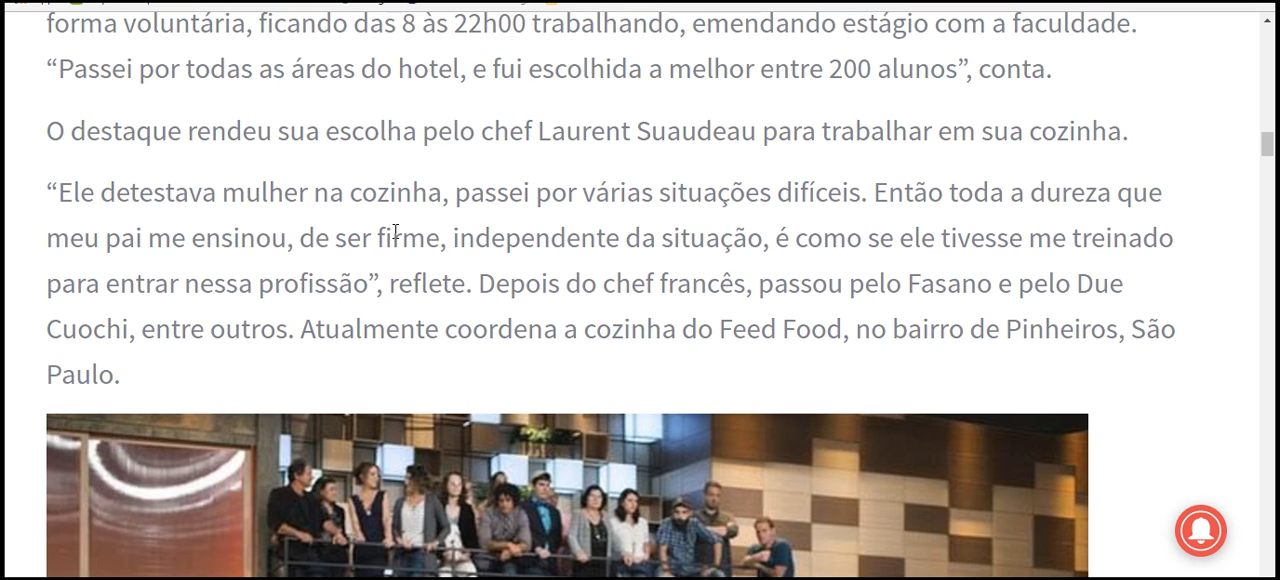 forma voluntária, ficando das 8 às 22h00 trabalhando, emendando estágio com a faculdade.
“Passei por todas as áreas do hotel, e fui escolhida a melhor entre 200 alunos”, conta.
O destaque rendeu sua escolha pelo chef Laurent Suaudeau para trabalhar em sua cozinha.
“Ele detestava mulher na cozinha, passei por várias situações difíceis. Então toda a dureza que
meu pai me ensinou, de ser firme, independente da situação, é como se ele tivesse me treinado
para entrar nessa profissão”, reflete. Depois do chef francês, passou pelo Fasano e pelo Due
Cuochi, entre outros. Atualmente coordena a cozinha do Feed Food, no bairro de Pinheiros, São
Paulo.